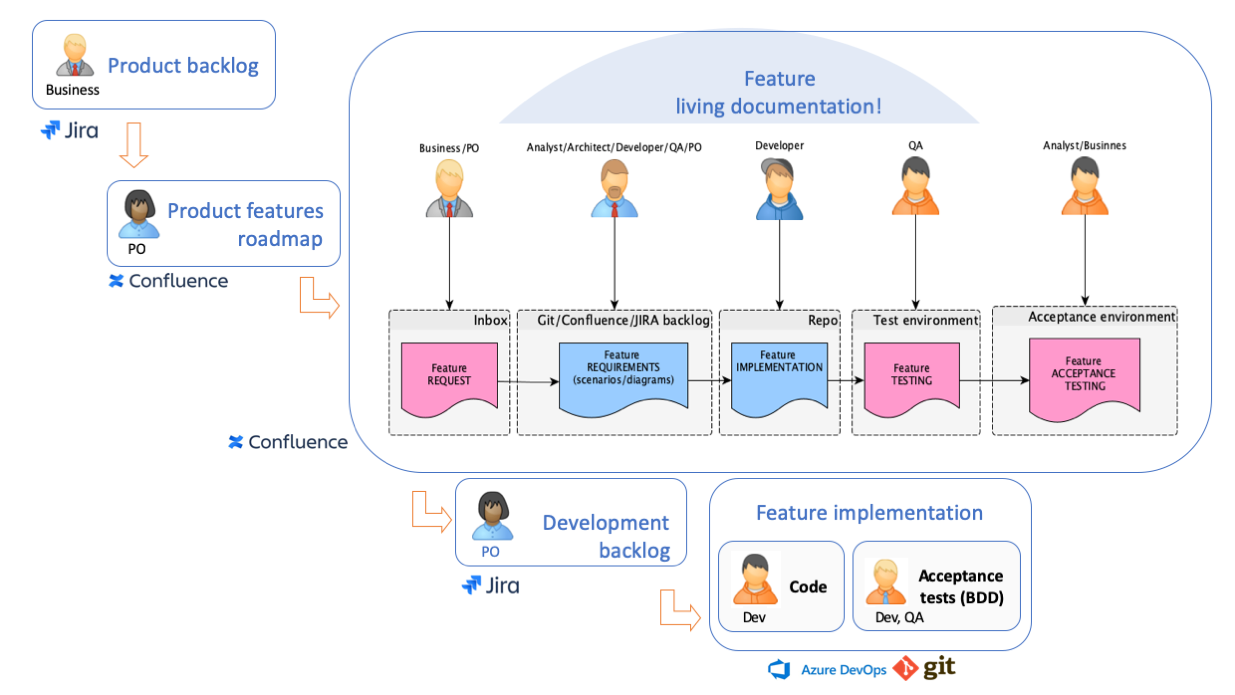 Product backlog
Business
Jira
Product features
roadmap
PO
Confluence
Feature
living documentation!
Business/PO
Analyst/Architect/Developer/QA/PO
Developer
QA
Analyst/Businnes
Inbox
Git/Confluence/JIRA backlog
Repo
Test environment
Acceptance environment
Feature
REQUEST
Feature
REQUIREMENTS
(scenarios/diagrams)
Feature
IMPLEMENTATION
Feature
TESTING
Feature
ACCEPTANCE
TESTING
Confluence
Development
backlog
PO
Jira
Feature implementation
Code
Dev
Acceptance
tests (BDD)
Dev, QA
Azure DevOps
git